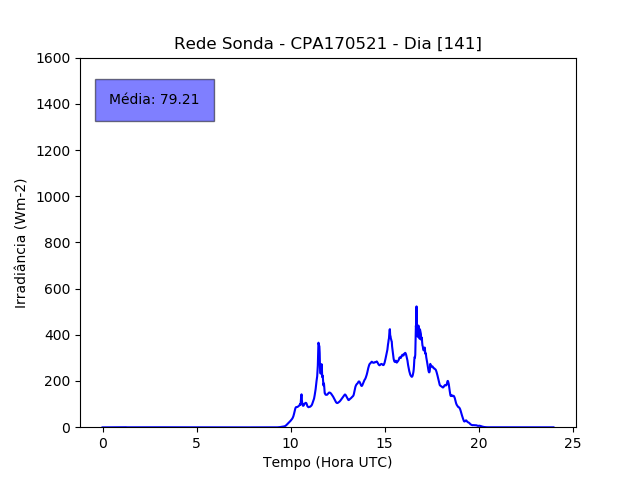 Rede Sonda - CPA170521 - Dia [141]
1600
1400
1200
1000
800
600
400
200
0
Irradiância (Wm-2)
Média: 79.21
0 5 10 15 20 25
Tempo (Hora UTC)